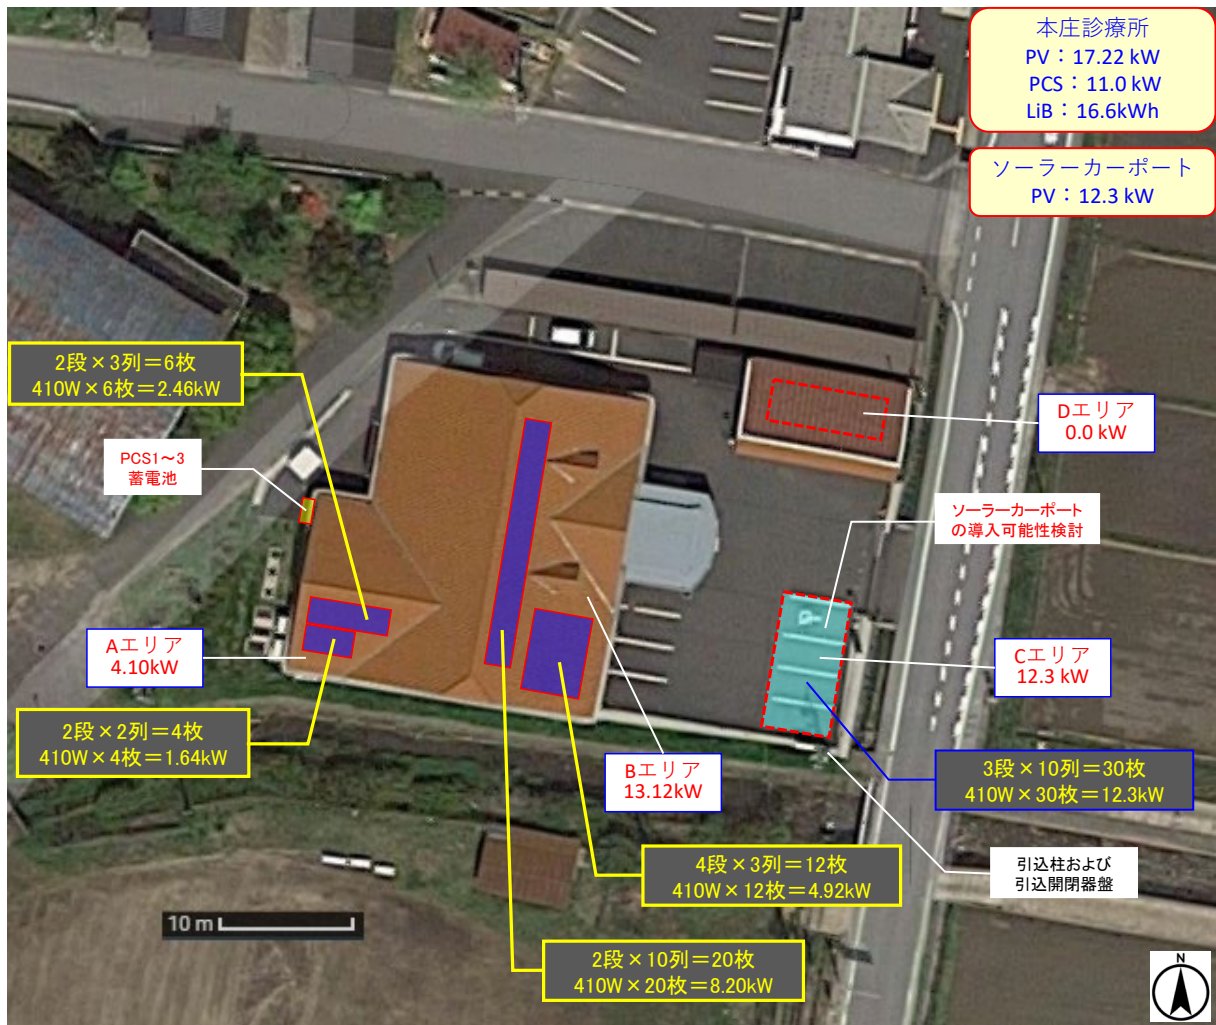 本庄診療所
PV：17.22 kW
PCS：11.0 kW
LiB：16.6kWh
ソーラーカーポート
PV：12.3 kW
2段×3列＝6枚
410W×6枚＝2.46kW
Dエリア
0.0 kW
PCS1～3
蓄電池
ソーラーカーポート
の導入可能性検討
Aエリア
4.10kW
Cエリア
12.3 kW
2段×2列＝4枚
410W×4枚＝1.64kW
Bエリア
13.12kW
3段×10列＝30枚
410W×30枚＝12.3kW
4段×3列＝12枚
410W×12枚＝4.92kW
引込柱および
引込開閉器盤
10 m
2段×10列＝20枚
410W×20枚＝8.20kW
N